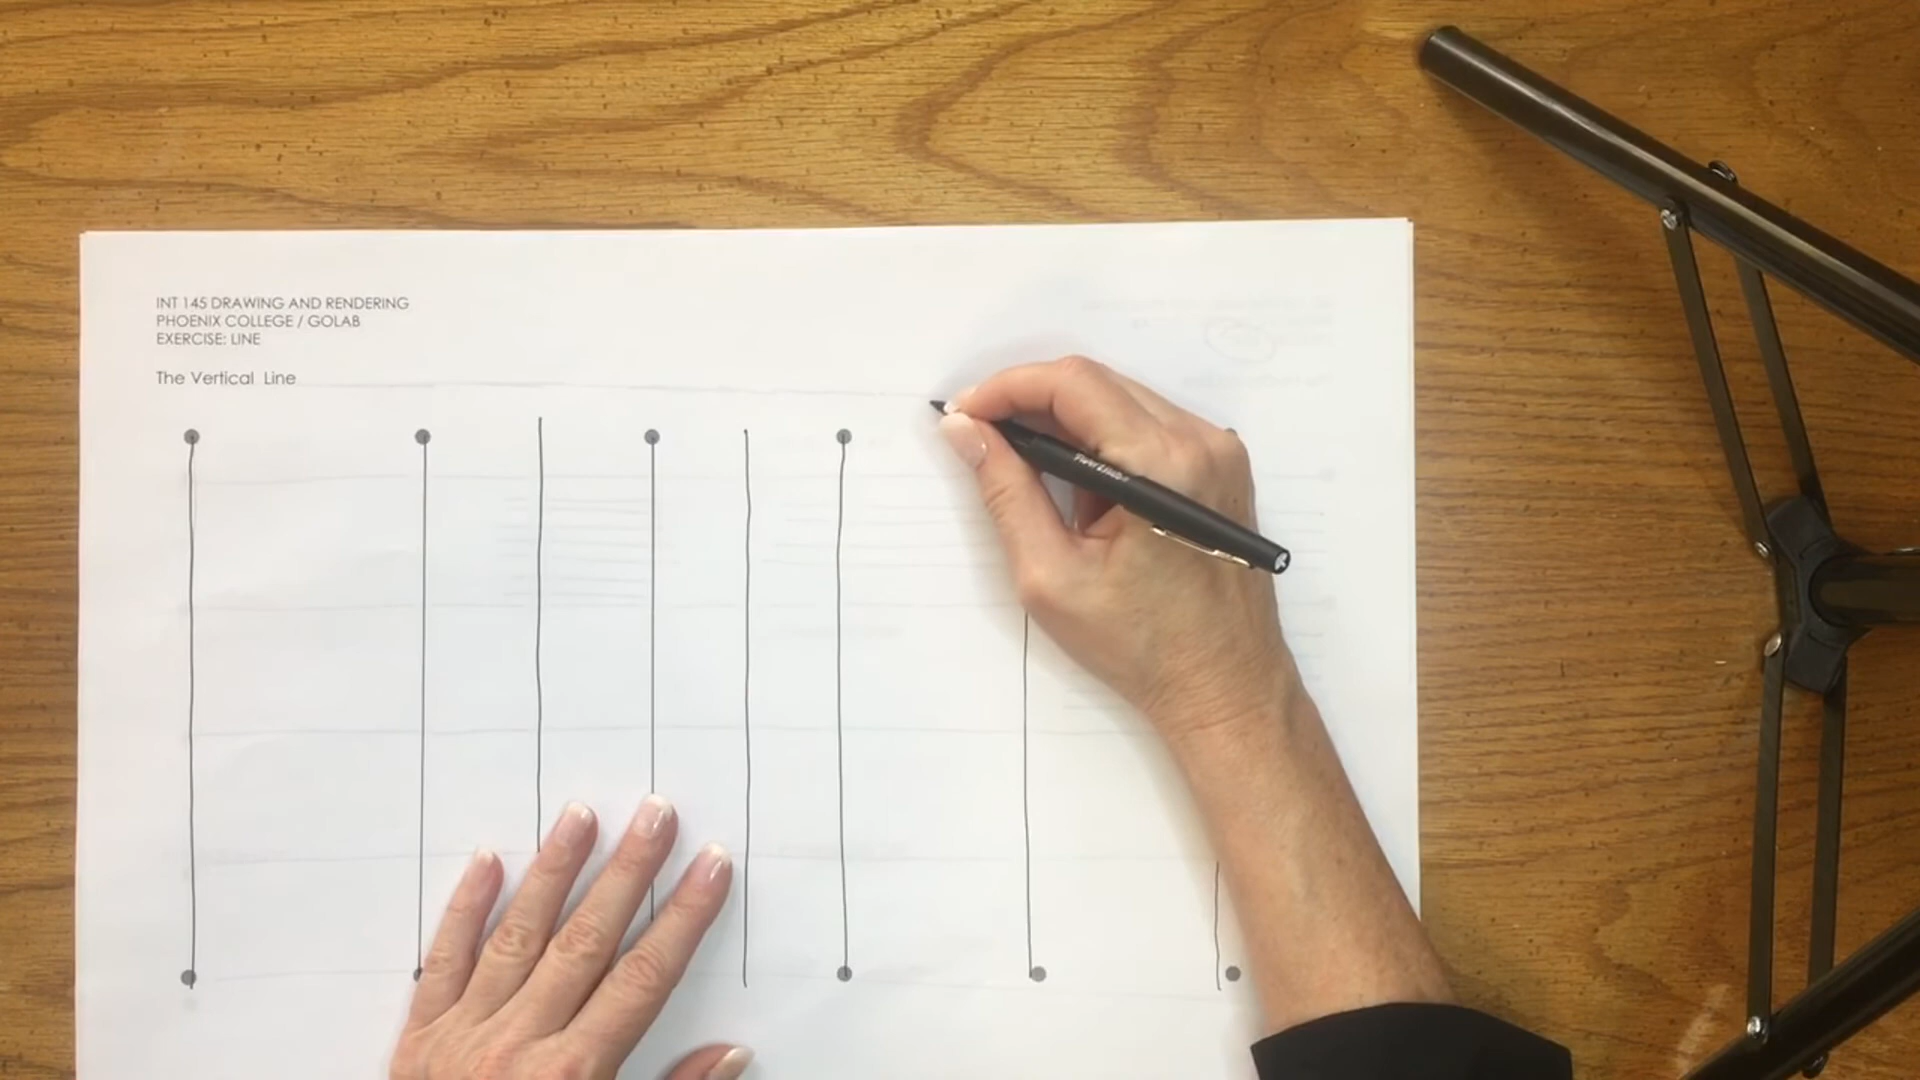 INT 145 DRAWING AND RENDERING
PHOENIX COLLEGE / GOLAB
EXERCISE: LINE
The Vertical Line